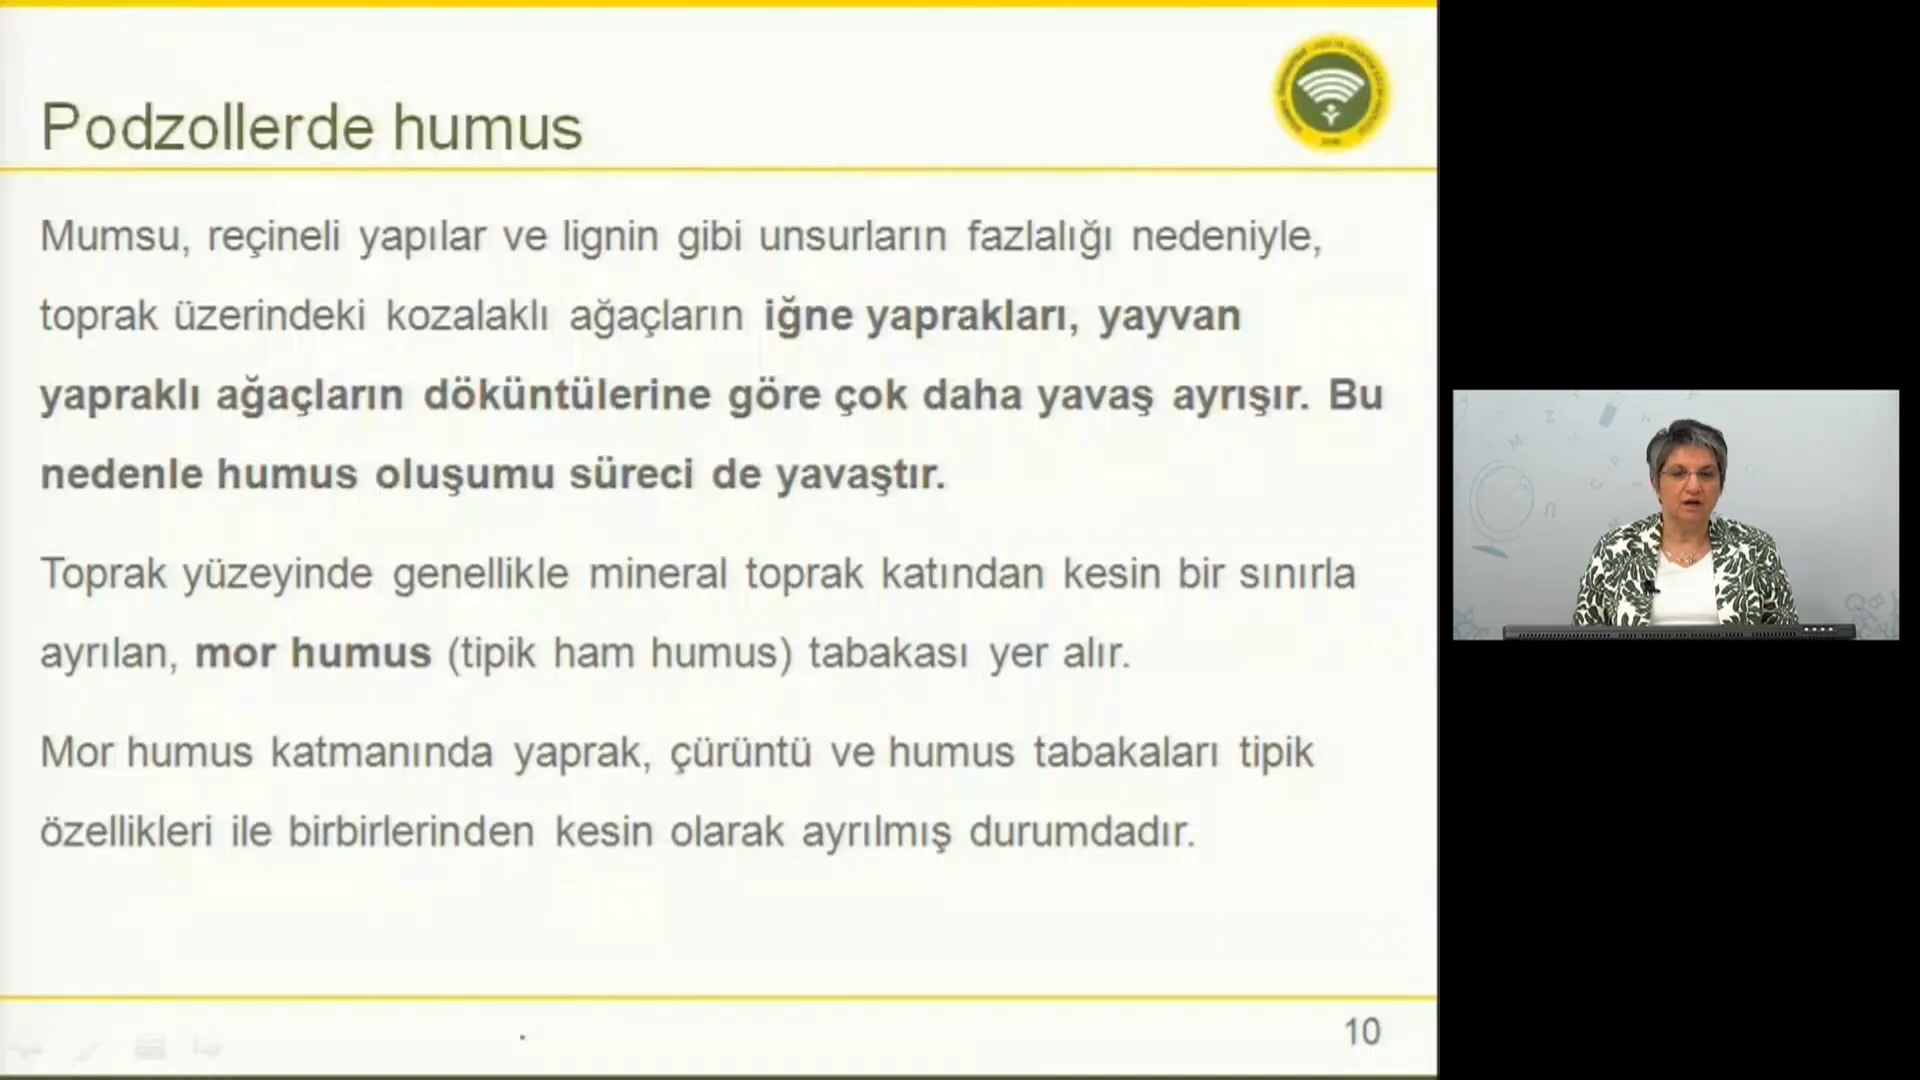 Podzollerde humus
Mumsu, reçineli yapılar ve lignin gibi unsurların fazlalığı nedeniyle,
toprak üzerindeki kozalaklı ağaçların iğne yaprakları, yayvan
yapraklı ağaçların döküntülerine göre çok daha yavaş ayrışır. Bu
nedenle humus oluşumu süreci de yavaştır.
Toprak yüzeyinde genellikle mineral toprak katından kesin bir sınırla
ayrılan, mor humus (tipik ham humus) tabakası yer alır.
Mor humus katmanında yaprak, çürüntü ve humus tabakaları tipik
özellikleri ile birbirlerinden kesin olarak ayrılmış durumdadır.
10